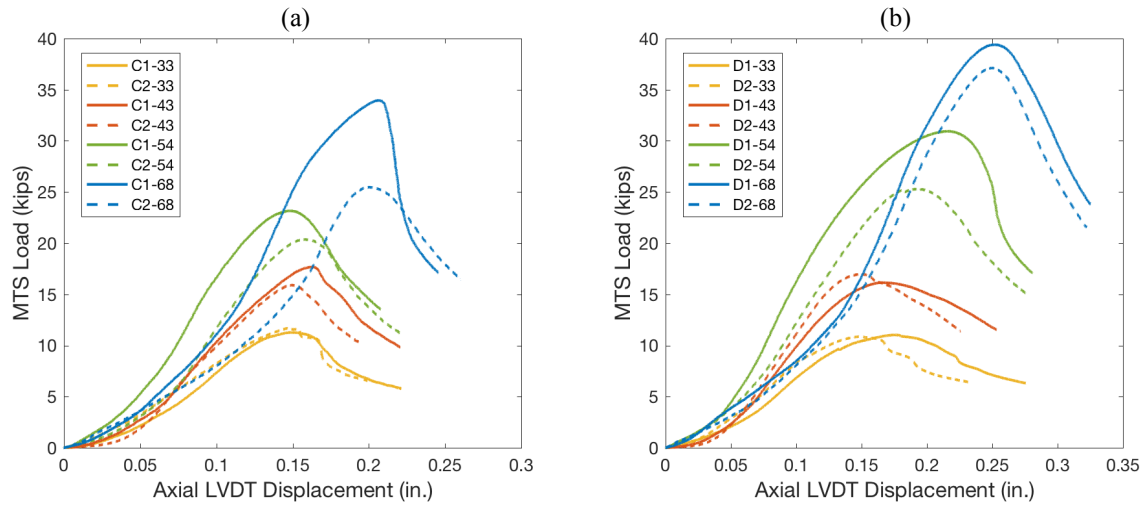 (a)
40
35
30
25
20
15
10
5
0
MTS Load (kips)
C1-33
C2-33
C1-43
C2-43
C1-54
C2-54
C1-68
C2-68
0 0.05 0.1 0.15 0.2 0.25 0.3
Axial LVDT Displacement (in.)
(b)
40
35
30
25
20
15
10
5
0
MTS Load (kips)
D1-33
D2-33
D1-43
D2-43
D1-54
D2-54
D1-68
D2-68
0 0.05 0.1 0.15 0.2 0.25 0.3 0.35
Axial LVDT Displacement (in.)